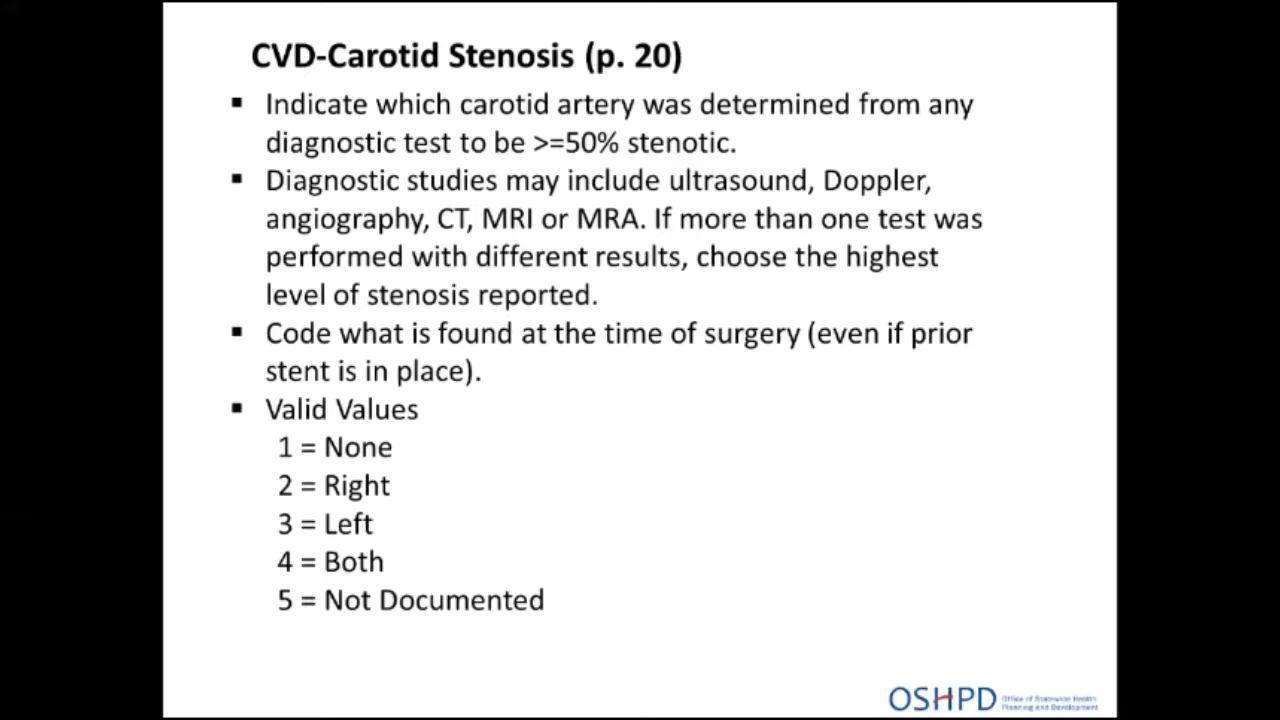 CVD-Carotid Stenosis (p. 20)
▪ Indicate which carotid artery was determined from any
diagnostic test to be >=50% stenotic.
▪ Diagnostic studies may include ultrasound, Doppler,
angiography, CT, MRI or MRA. If more than one test was
performed with different results, choose the highest
level of stenosis reported.
▪ Code what is found at the time of surgery (even if prior
stent is in place).
▪ Valid Values
1 = None
2 = Right
3 = Left
4 = Both
5 = Not Documented
OSHPD Office of Statewide Health
Planning and Development